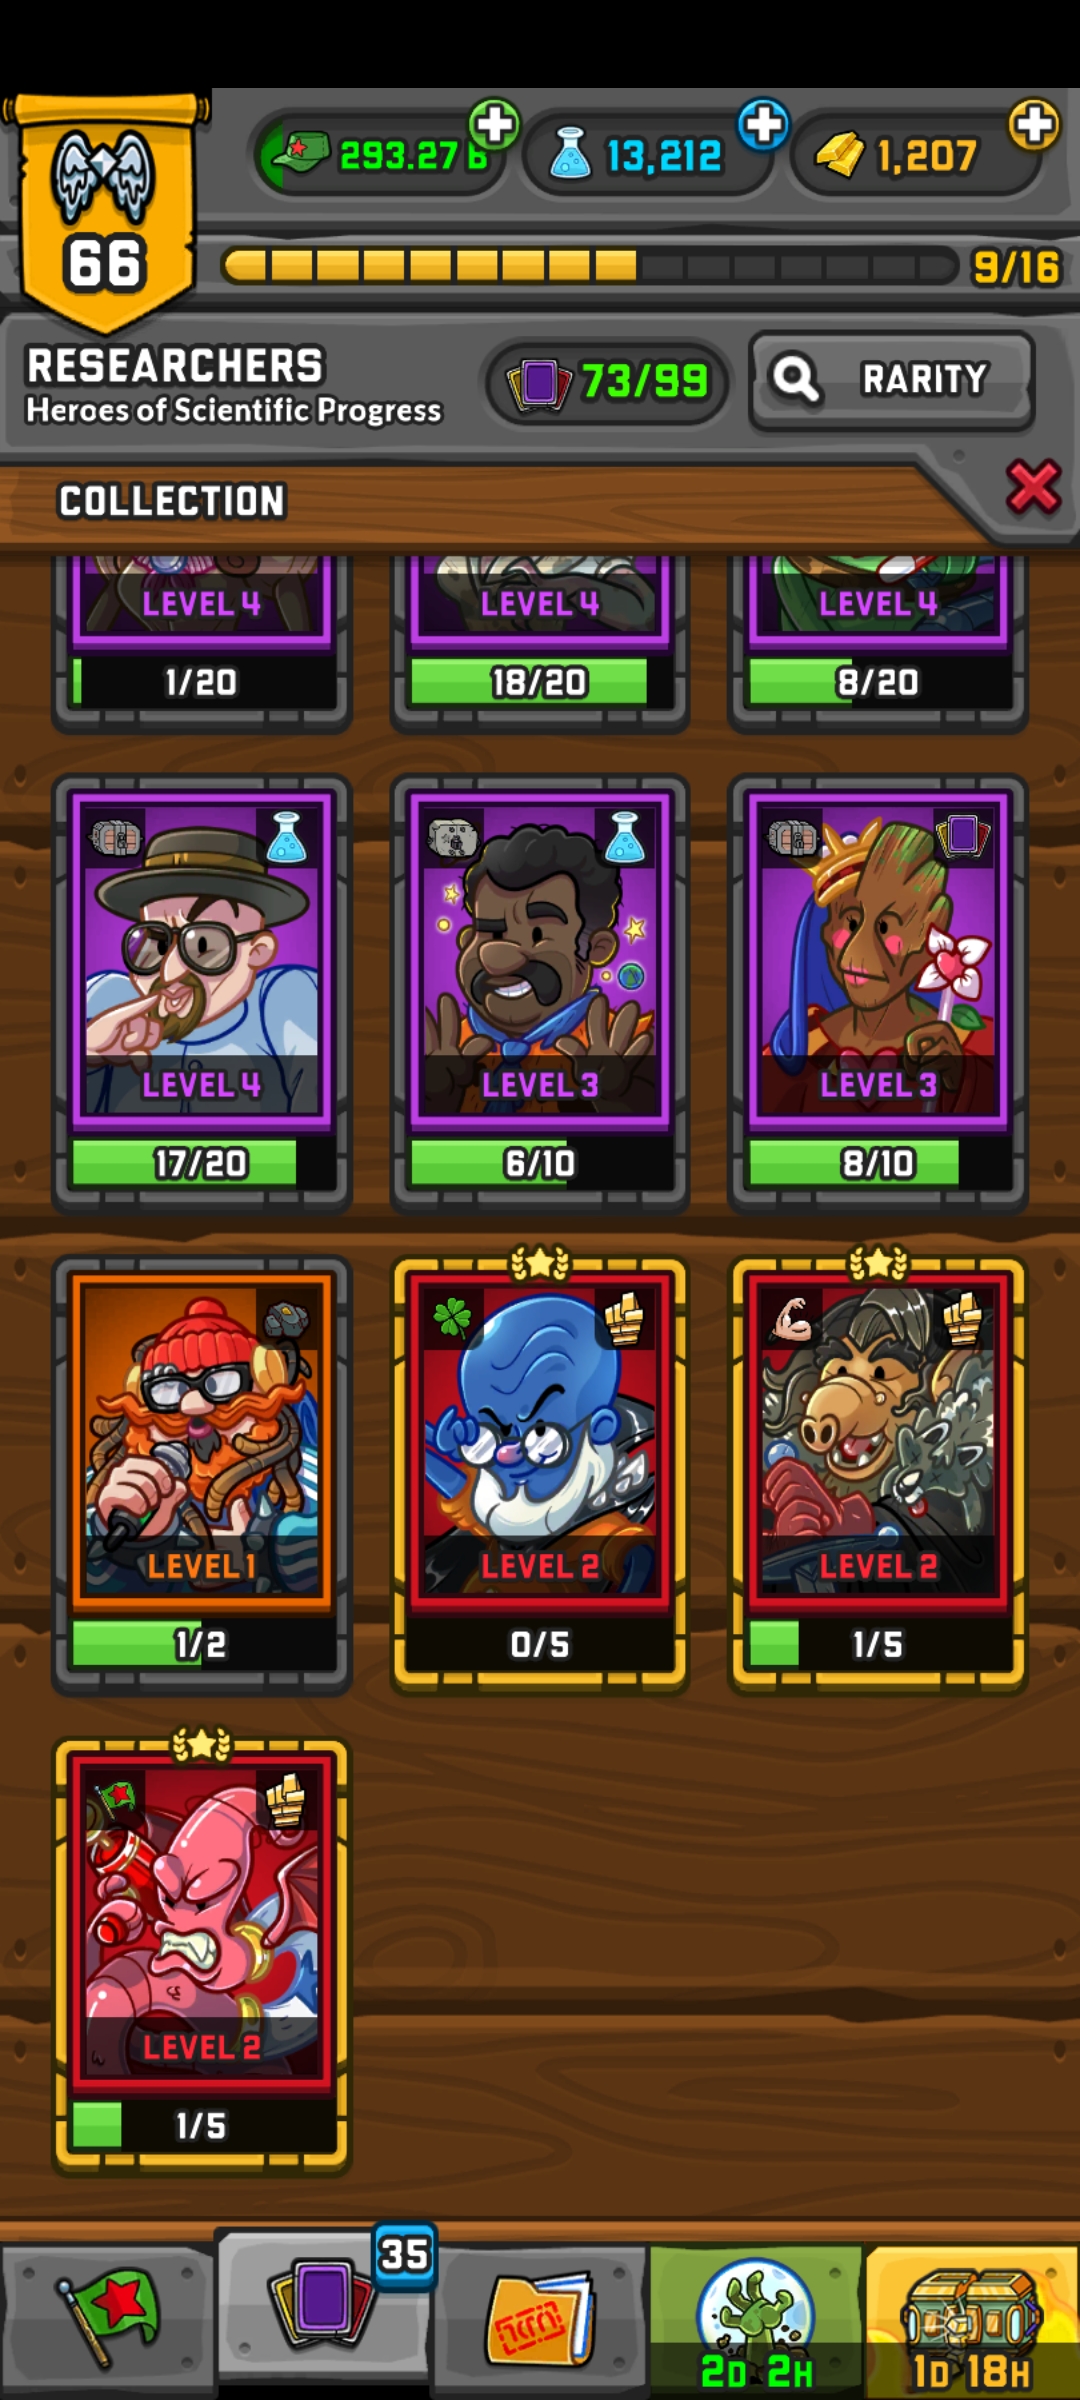 293.27 B
13,212
1,207
66
9/16
RESEARCHERS
Heroes of Scientific Progress
73/99
RARITY
COLLECTION
LEVEL 4
LEVEL 4
LEVEL 4
1/20
18/20
8/20
LEVEL 4
LEVEL 3
LEVEL 3
17/20
6/10
8/10
LEVEL 1
LEVEL 2
LEVEL 2
1/2
0/5
1/5
LEVEL 2
1/5
35
2D 2H
1D 18H